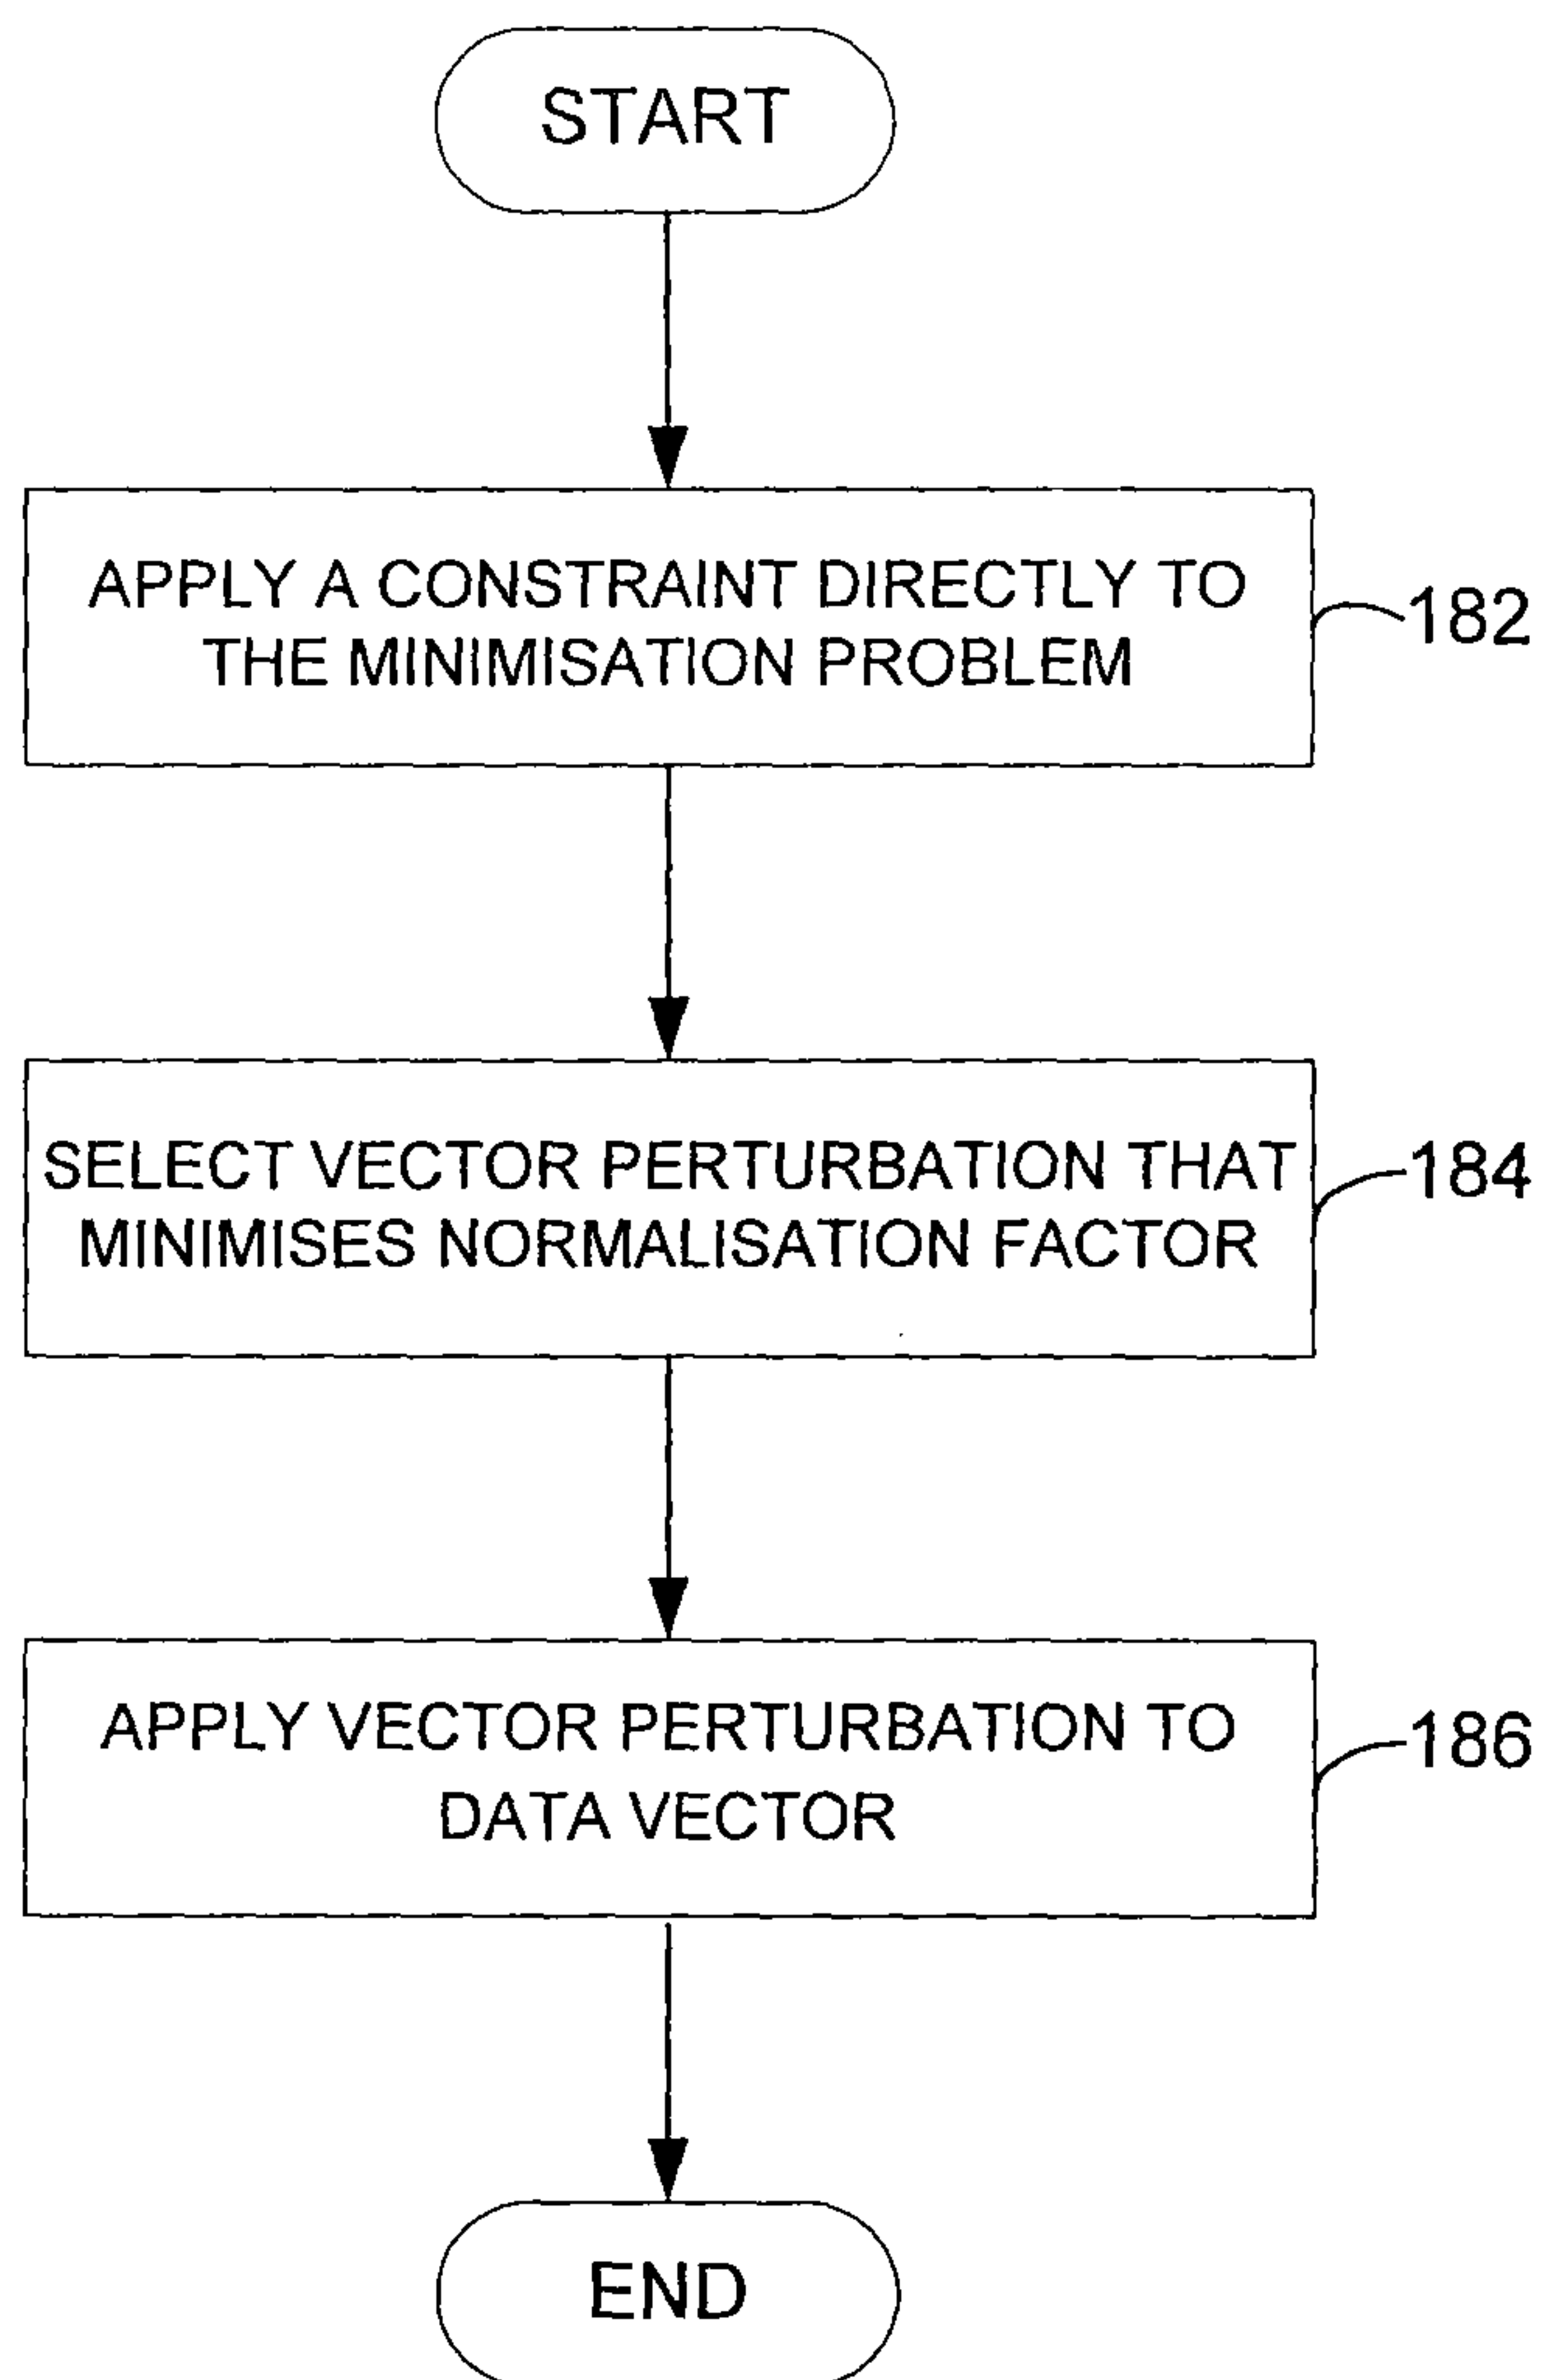 START
APPLY A CONSTRAINT DIRECTLY TO
THE MINIMISATION PROBLEM
182
SELECT VECTOR PERTURBATION THAT
MINIMISES NORMALISATION FACTOR
184
APPLY VECTOR PERTURBATION TO
DATA VECTOR
186
END